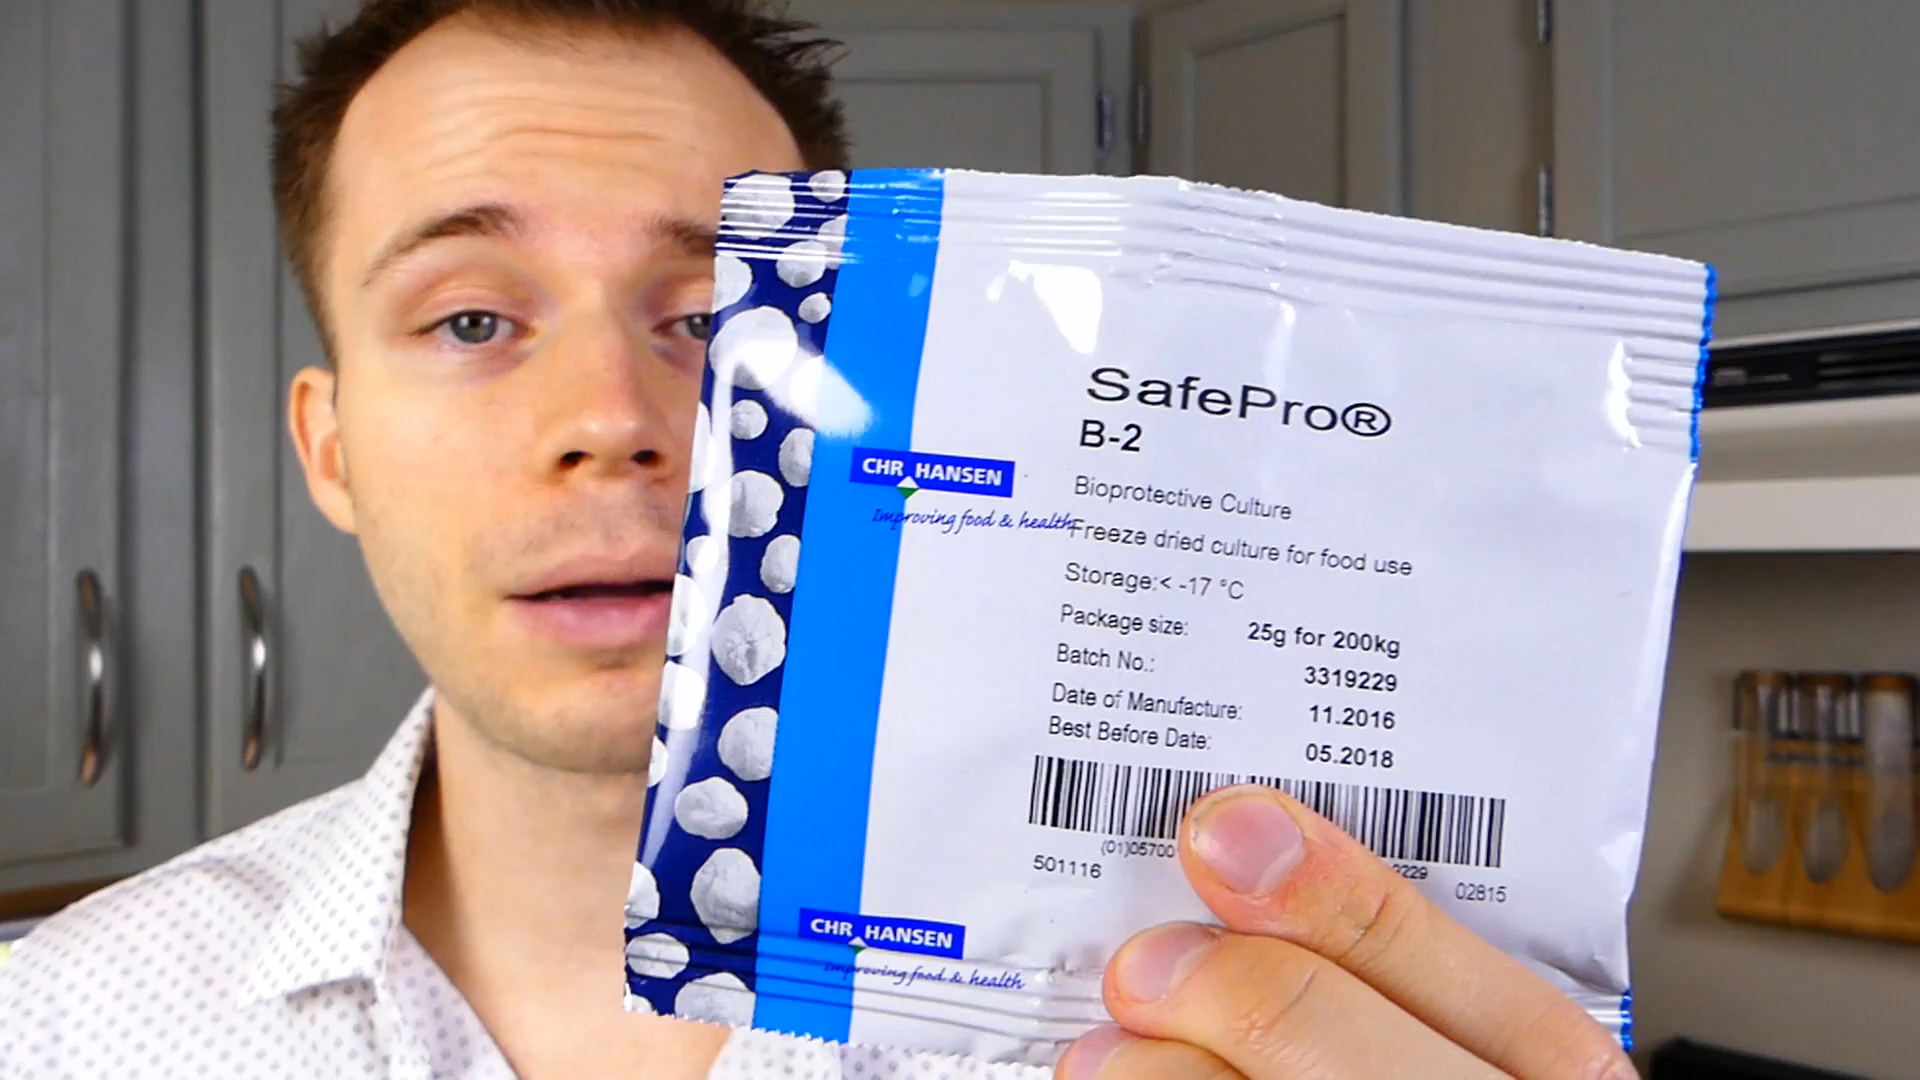 SafePro®
B-2
CHR HANSEN
Improving food & health
Bioprotective Culture
Freeze dried culture for food use
Storage:< -17 °C
Package size: 25g for 200kg
Batch No.: 3319229
Date of Manufacture: 11.2016
Best Before Date: 05.2018
(01)05700
229
501116
02815
CHR HANSEN
Improving food & health